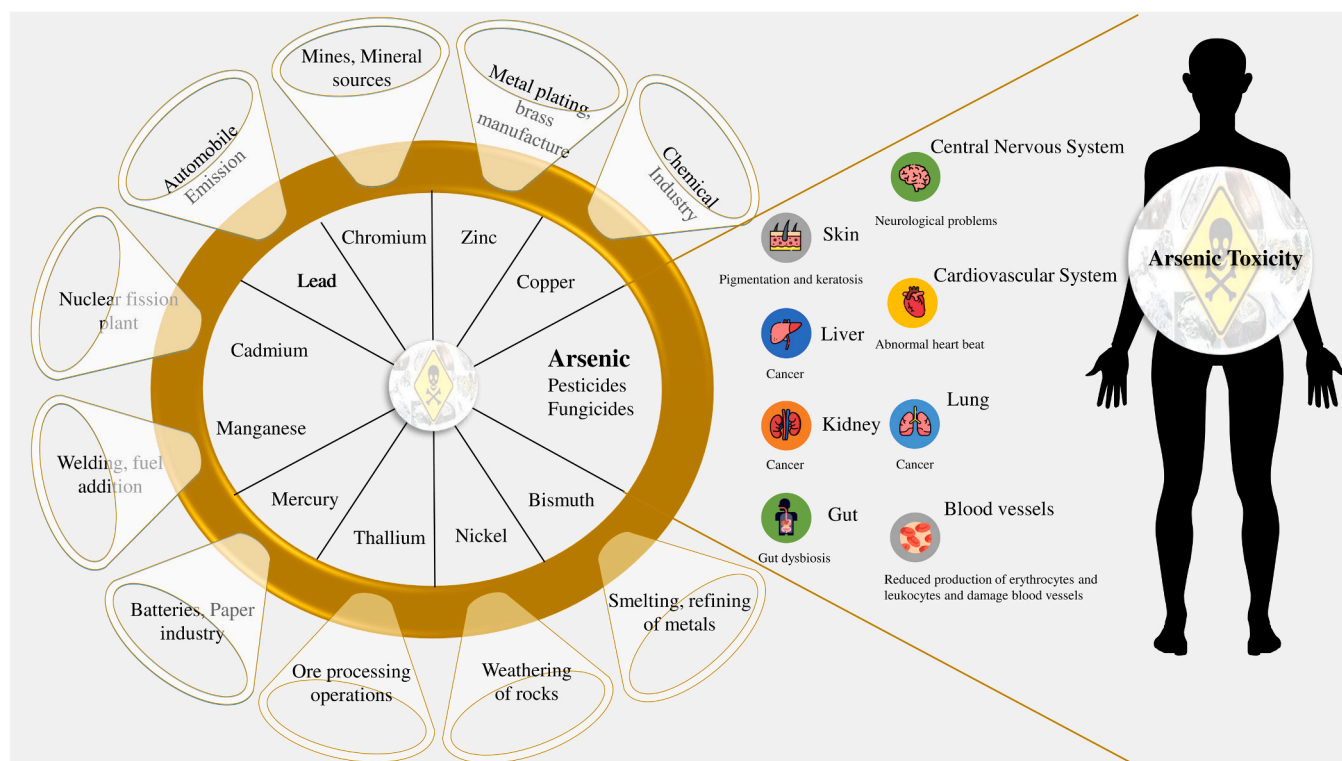 Mines, Mineral
sources
Metal plating,
brass
manufacture
Chemical
Industry
Automobile
Emission
Nuclear fission
plant
Welding, fuel
addition
Batteries, Paper
industry
Ore processing
operations
Weathering
of rocks
Smelting, refining
of metals
Chromium
Zinc
Copper
Lead
Cadmium
Manganese
Mercury
Thallium
Nickel
Bismuth
Arsenic
Pesticides
Fungicides
Central Nervous System
Neurological problems
Skin
Pigmentation and keratosis
Cardiovascular System
Abnormal heart beat
Liver
Cancer
Kidney
Cancer
Lung
Cancer
Gut
Gut dysbiosis
Blood vessels
Reduced production of erythrocytes and
leukocytes and damage blood vessels
Arsenic Toxicity